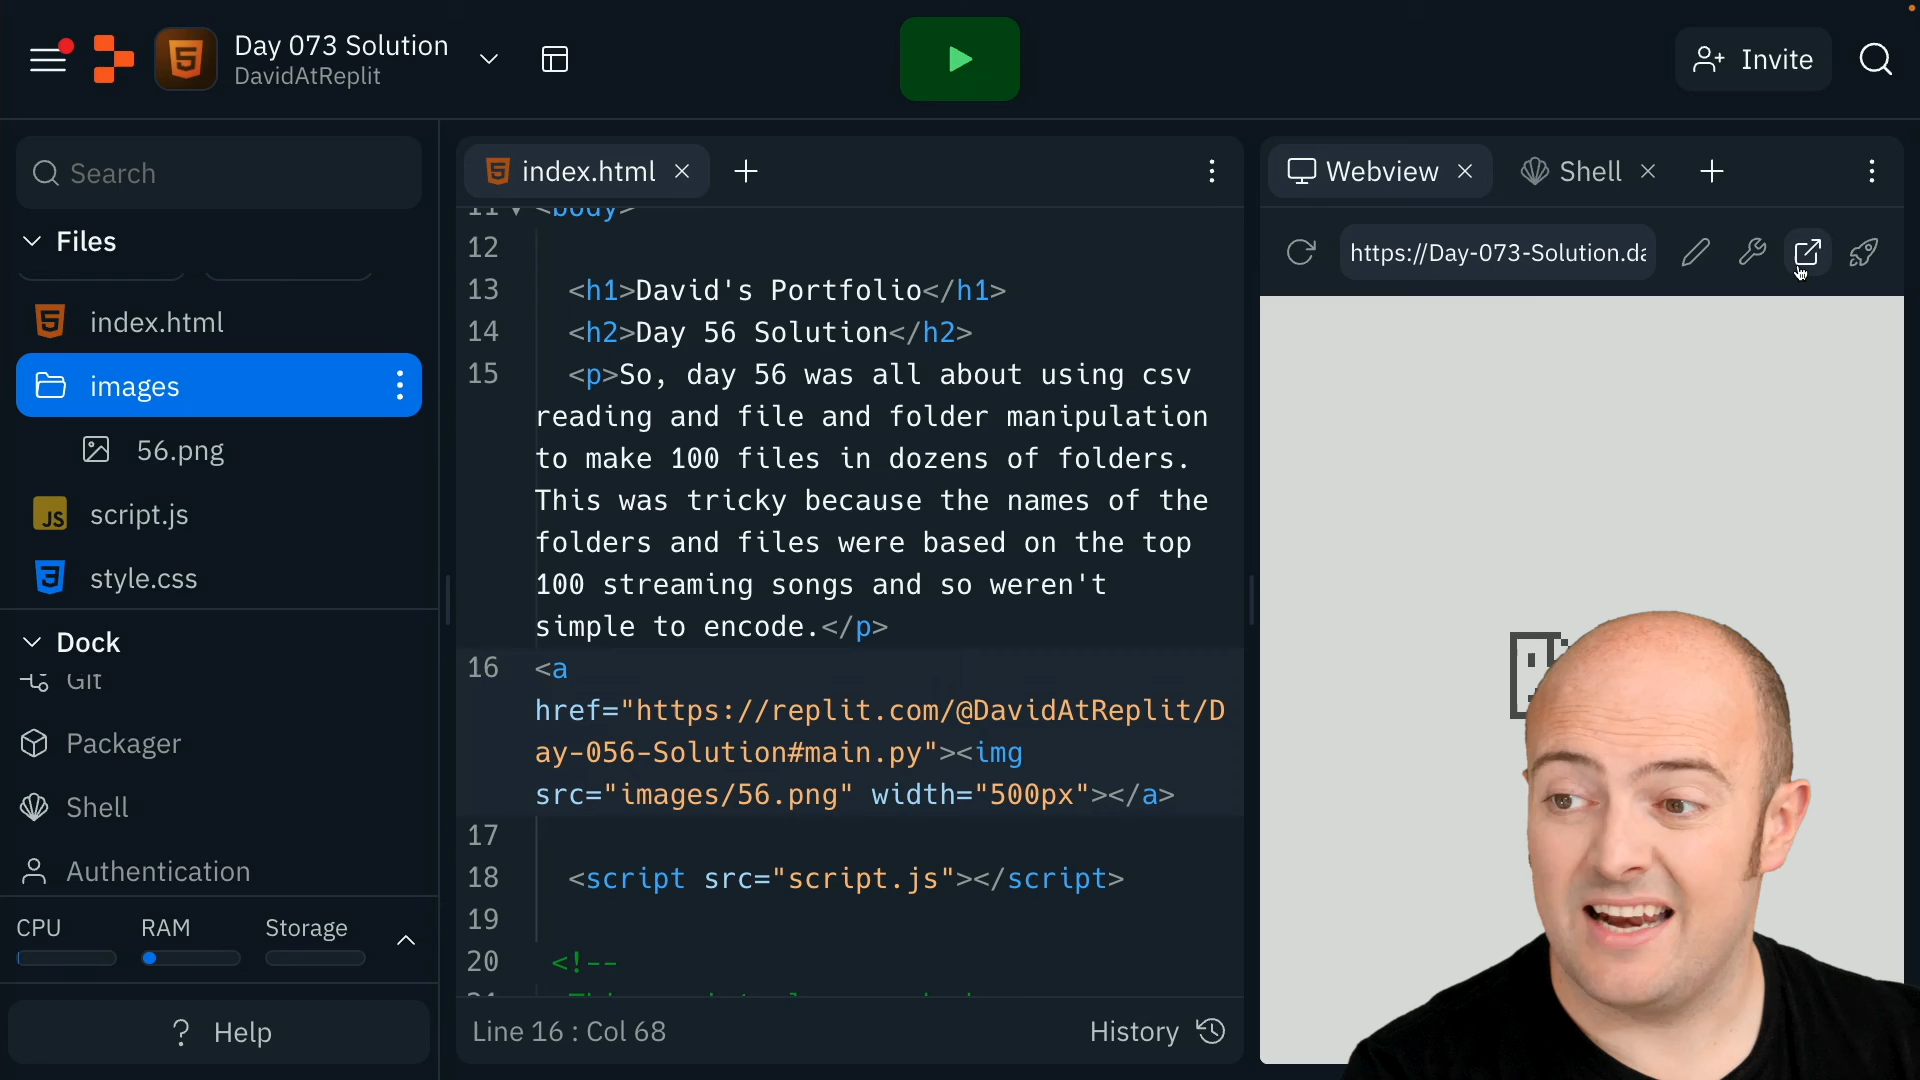 Day 073 Solution
DavidAtReplit
Invite
Search
Files
index.html
images
56.png
script.js
style.css
Dock
Git
Packager
Shell
Authentication
CPU RAM Storage
? Help
index.html
11 <body>
12
13 <h1>David's Portfolio</h1>
14 <h2>Day 56 Solution</h2>
15 <p>So, day 56 was all about using csv
reading and file and folder manipulation
to make 100 files in dozens of folders.
This was tricky because the names of the
folders and files were based on the top
100 streaming songs and so weren't
simple to encode.</p>
16 <a
href="https://replit.com/@DavidAtReplit/D
ay-056-Solution#main.py"><img
src="images/56.png" width="500px"></a>
17
18 <script src="script.js"></script>
19
20 <!--
Line 16 : Col 68
History
Webview
Shell
https://Day-073-Solution.da